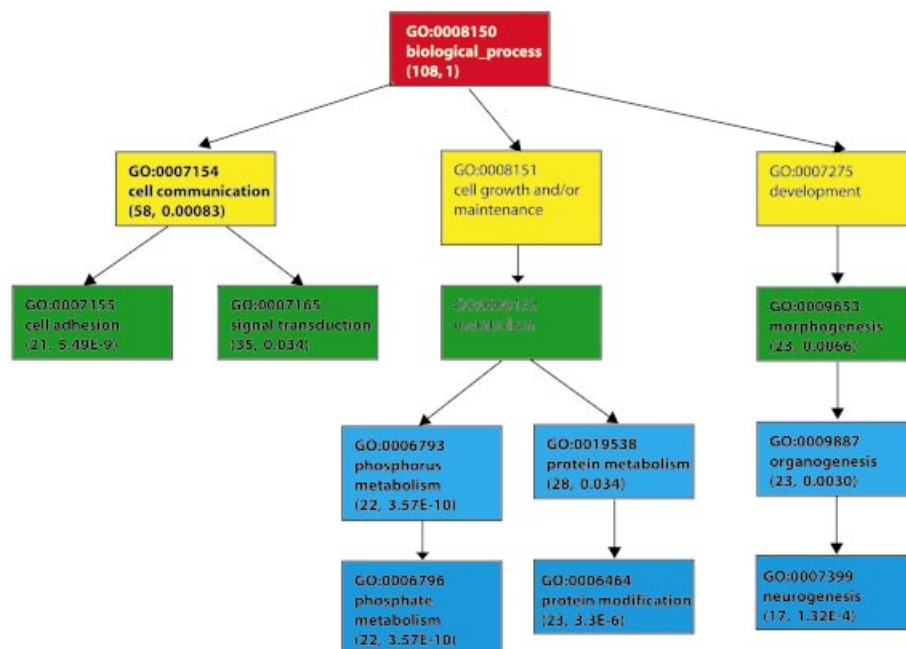 GO:0008150
biological_process
(108, 1)
GO:0007154
cell communication
(58, 0.00083)
GO:0008151
cell growth and/or
maintenance
GO:0007275
development
GO:0007155
cell adhesion
(21, 5.49E-9)
GO:0007165
signal transduction
(35, 0.034)
metabolism
GO:0009653
morphogenesis
(23, 0.0066)
GO:0006793
phosphorus
metabolism
(22, 3.57E-10)
GO:0019538
protein metabolism
(28, 0.034)
GO:0009887
organogenesis
(23, 0.0030)
GO:0006796
phosphate
metabolism
(22, 3.57E-10)
GO:0006464
protein modification
(23, 3.3E-6)
GO:0007399
neurogenesis
(17, 1.32E-4)